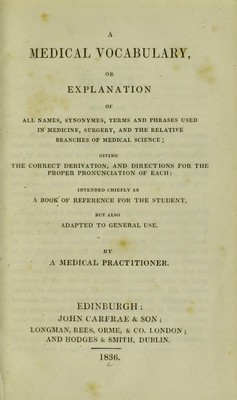 A
MEDICAL VOCABULARY,
OR
EXPLANATION
OF
ALL NAMES, SYNONYMES, TERMS AND PHRASES USED
IN MEDICINE, SURGERY, AND THE RELATIVE
BRANCHES OF MEDICAL SCIENCE;
GIVING
THE CORRECT DERIVATION, AND DIRECTIONS FOR THE
PROPER PRONUNCIATION OF EACH:
INTENDED CHIEFLY AS
A BOOK OF REFERENCE FOR THE STUDENT,
BUT ALSO
ADAPTED TO GENERAL USE.
BY
A MEDICAL PRACTITIONER.
EDINBURGH:
JOHN CARFRAE & SON;
LONGMAN, REES, ORME, & CO. LONDON;
AND HODGES & SMITH, DUBLIN.
1836.